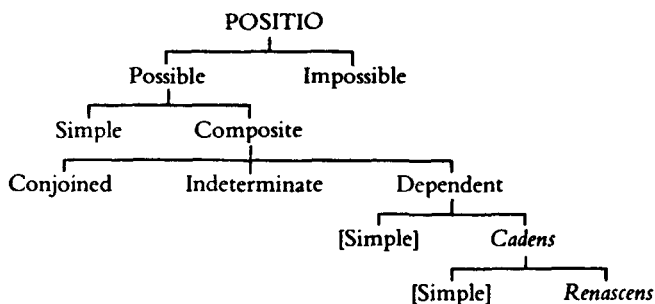 POSITIO
Possible Impossible
Simple Composite
Conjoined Indeterminate Dependent
[Simple] Cadens
[Simple] Renascens